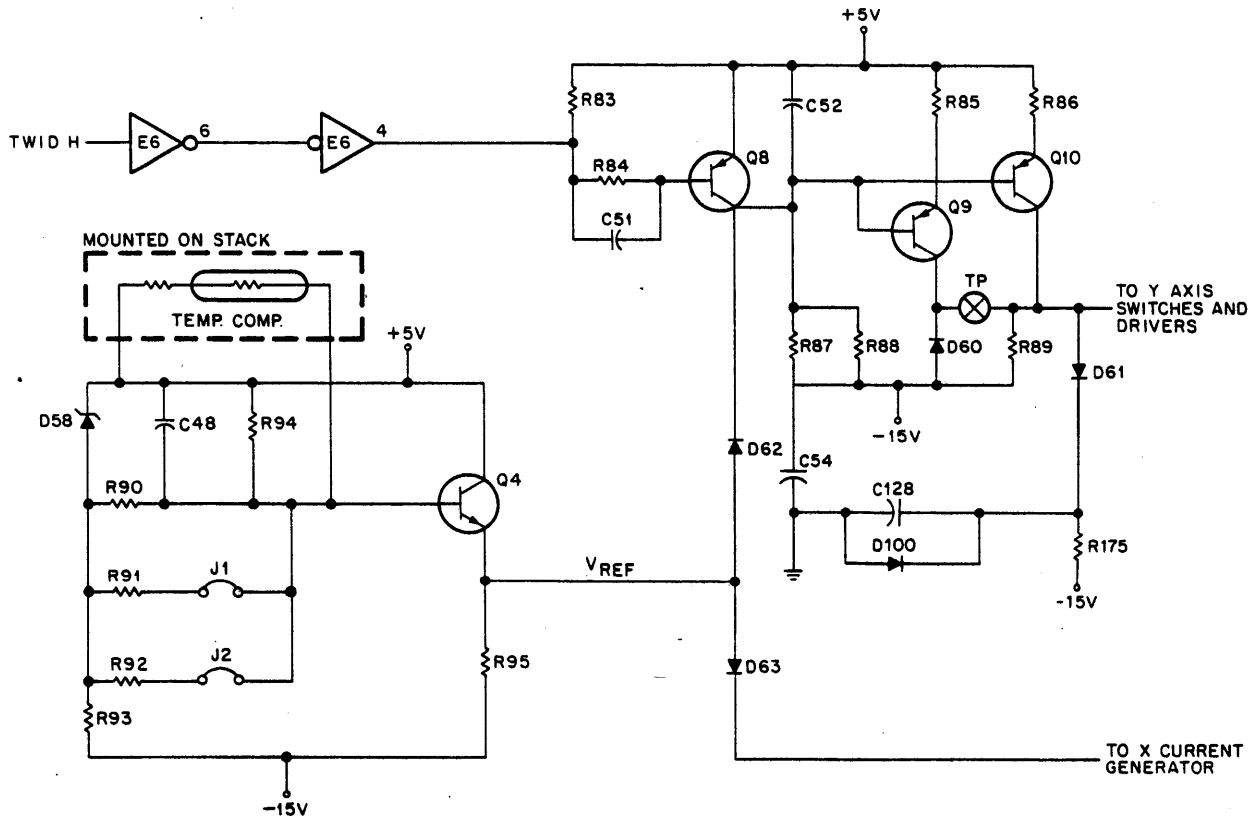 +5V
R83
C52
R85
R86
TWID H
E6
6
E6
4
R84
Q8
Q10
C51
Q9
MOUNTED ON STACK
TEMP. COMP.
TP
TO Y AXIS
SWITCHES AND
DRIVERS
+5V
R87
R88
D60
R89
D61
D58
C48
R94
-15V
D62
C54
R90
Q4
C128
D100
R175
-15V
VREF
R91
J1
R92
J2
R95
D63
R93
-15V
TO X CURRENT
GENERATOR